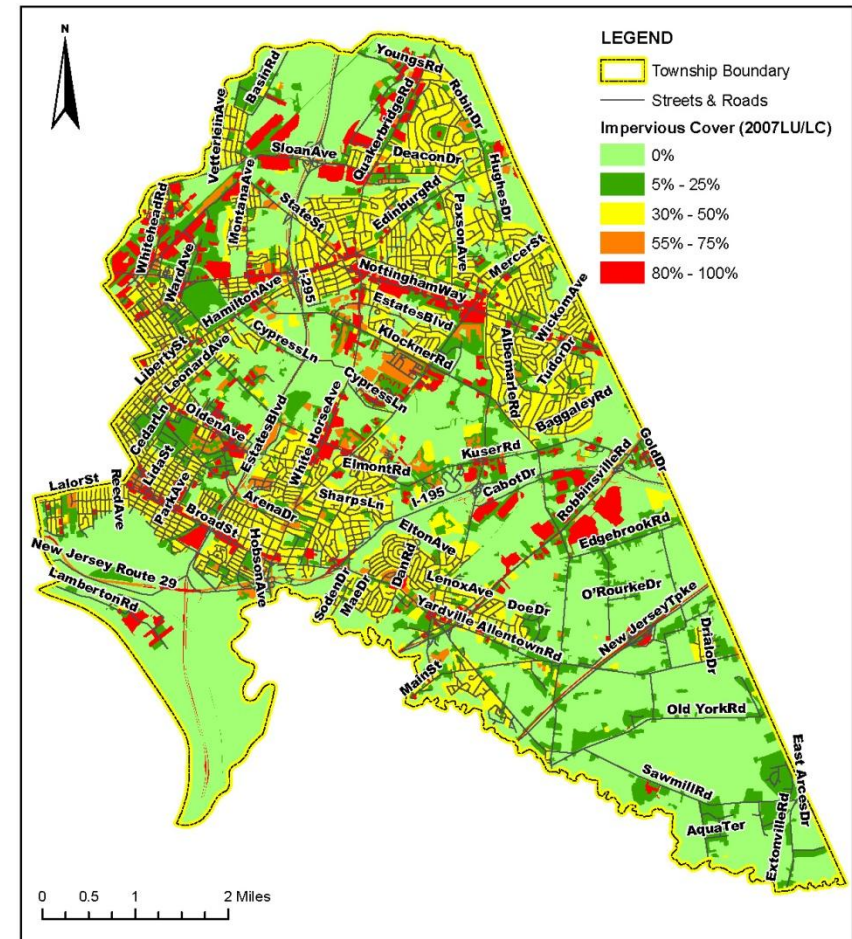 N
LEGEND
Township Boundary
Streets & Roads
Impervious Cover (2007LU/LC)
0%
5% - 25%
30% - 50%
55% - 75%
80% - 100%
YoungsRd
BasinRd
RobinDr
QuakerbridgeRd
VetterleinAve
SloanAve
DeaconDr
HughesDr
WhiteheadRd
MontanaAve
StateSt
EdinburgRd
PaxsonAve
WardAve
I-295
MercerSt
NottinghamWay
HamiltonAve
EstatesBlvd
WickomAve
LibertySt
CypressLn
KlocknerRd
AlbemarleRd
TudorDr
LeonardAve
CypressLn
BaggaleyRd
CedarLn
OldenAve
EstatesBlvd
WhiteHorseAve
KuserRd
RobbinsvilleRd
GoldDr
LidaSt
ElmontRd
LalorSt
ReedAve
ParkAve
ArenaDr
SharpsLn
I-195
CabotDr
BroadSt
EltonAve
EdgebrookRd
New Jersey Route 29
HobsonAve
DanRd
LenoxAve
O'RourkeDr
LambertonRd
SodenDr
MaeDr
DoeDr
Yardville AllentownRd
New JerseyTpke
DrialoDr
MainSt
Old YorkRd
SawmillRd
East ArcesDr
AquaTer
ExtonvilleRd
0 0.5 1 2 Miles